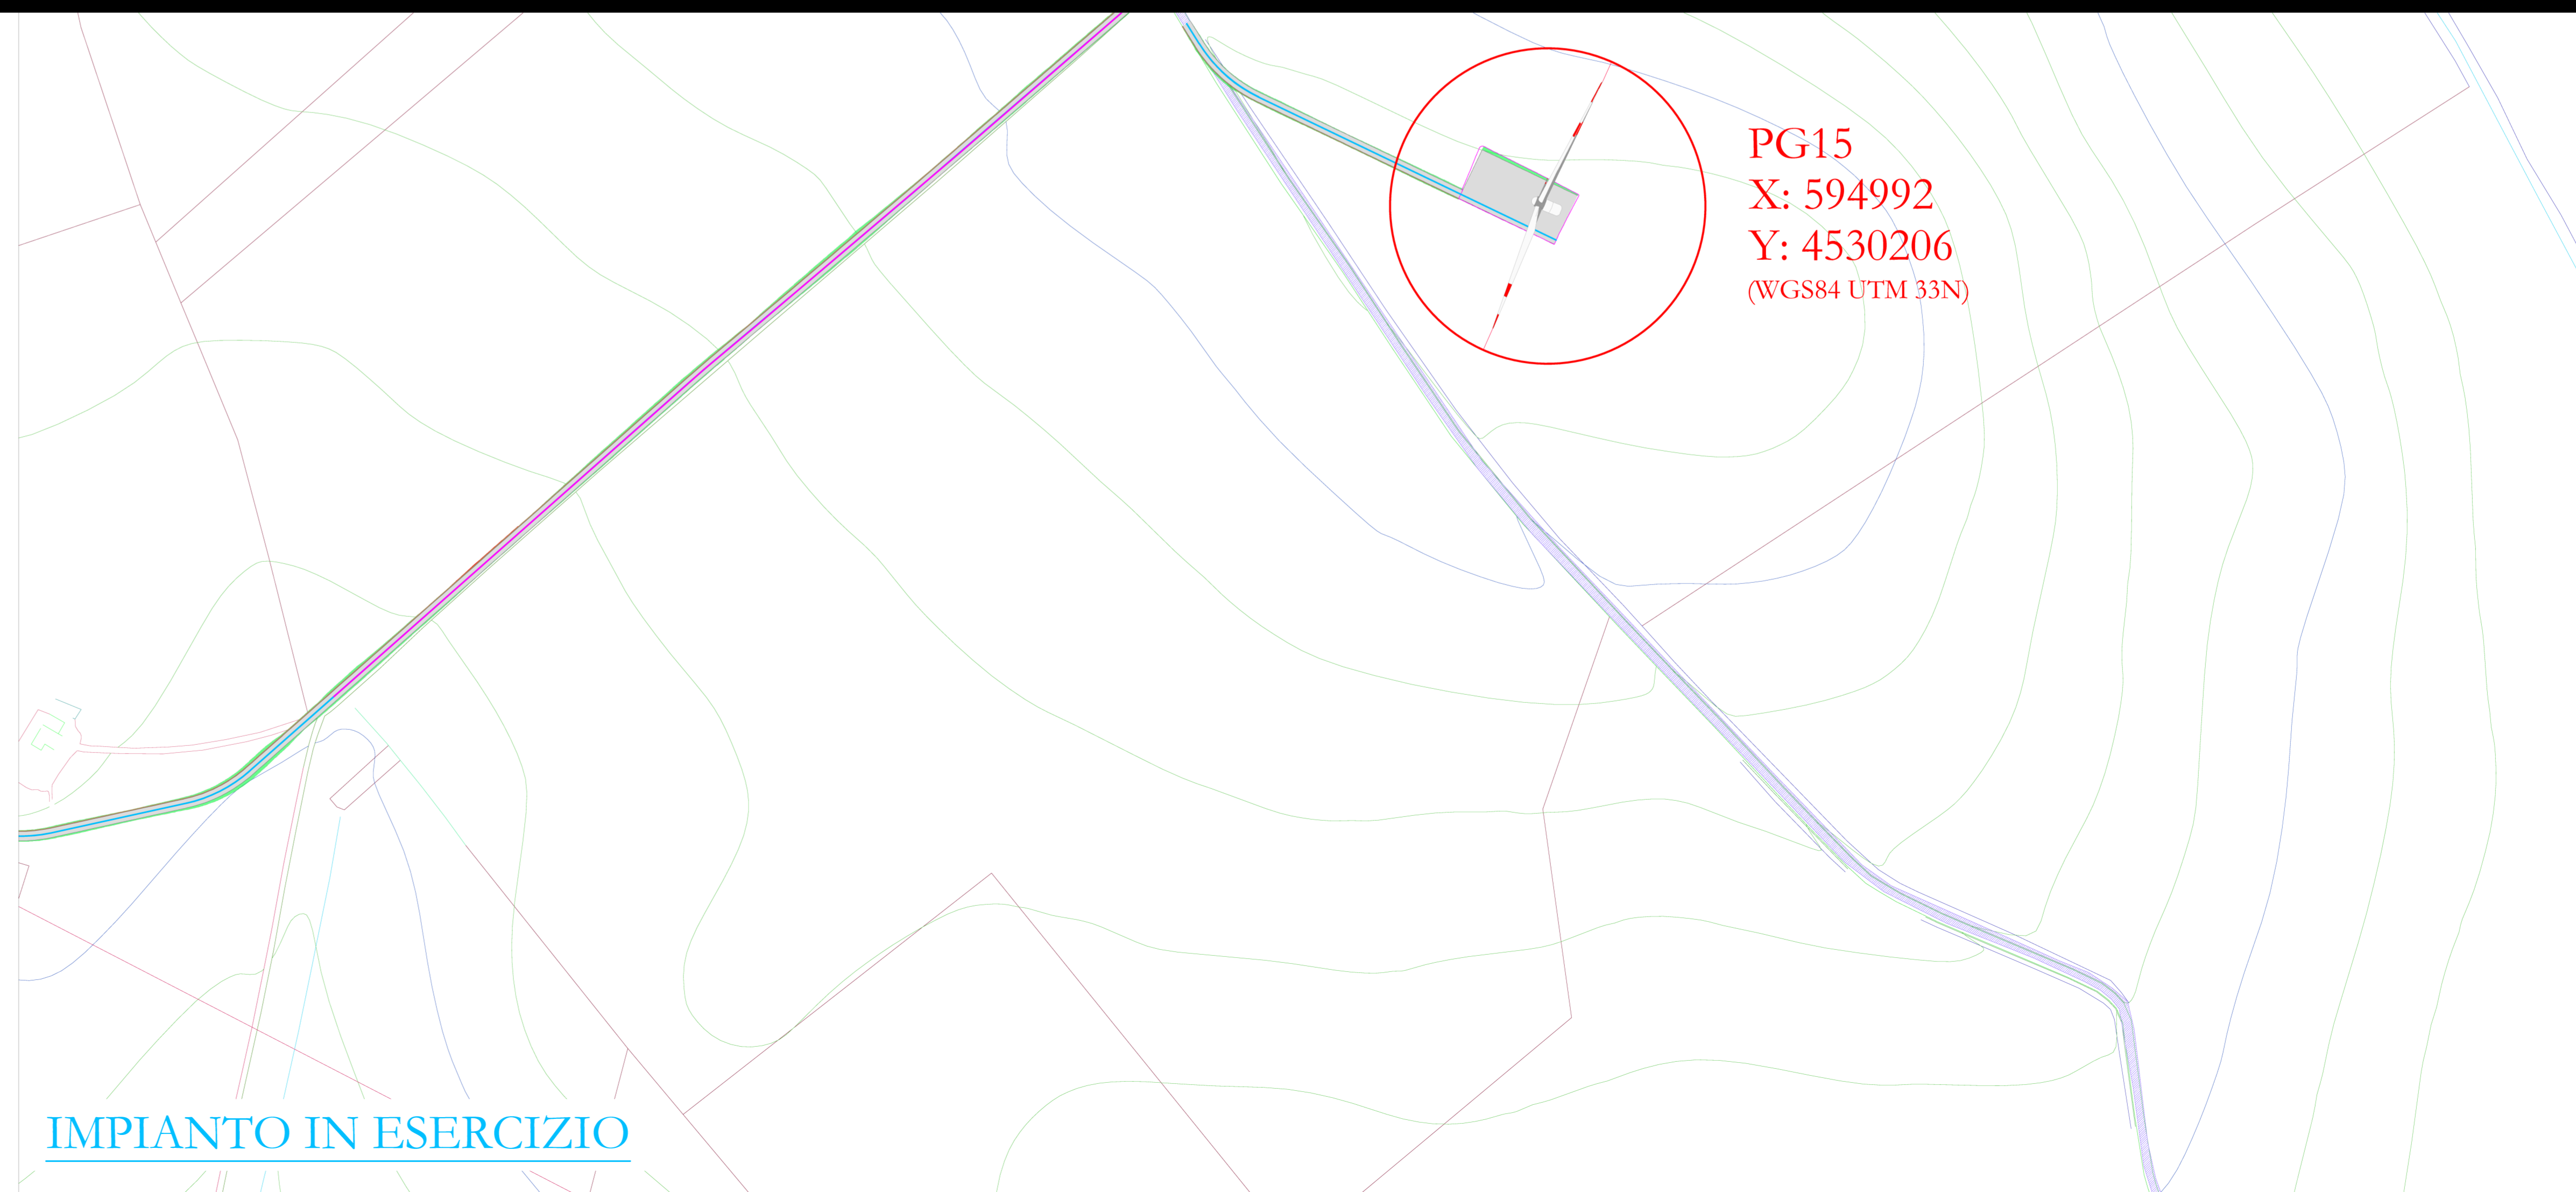 PG15
X: 594992
Y: 4530206
(WGS84 UTM 33N)
IMPIANTO IN ESERCIZIO